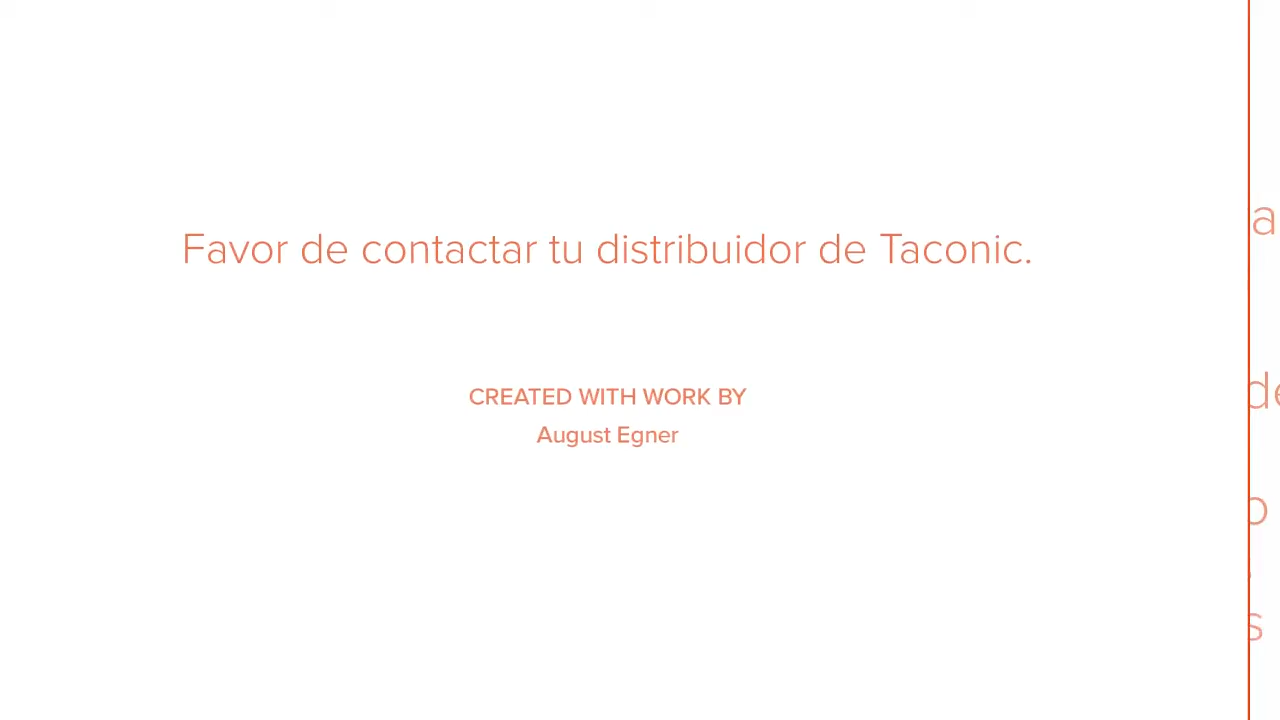 Favor de contactar tu distribuidor de Taconic.
CREATED WITH WORK BY
August Egner